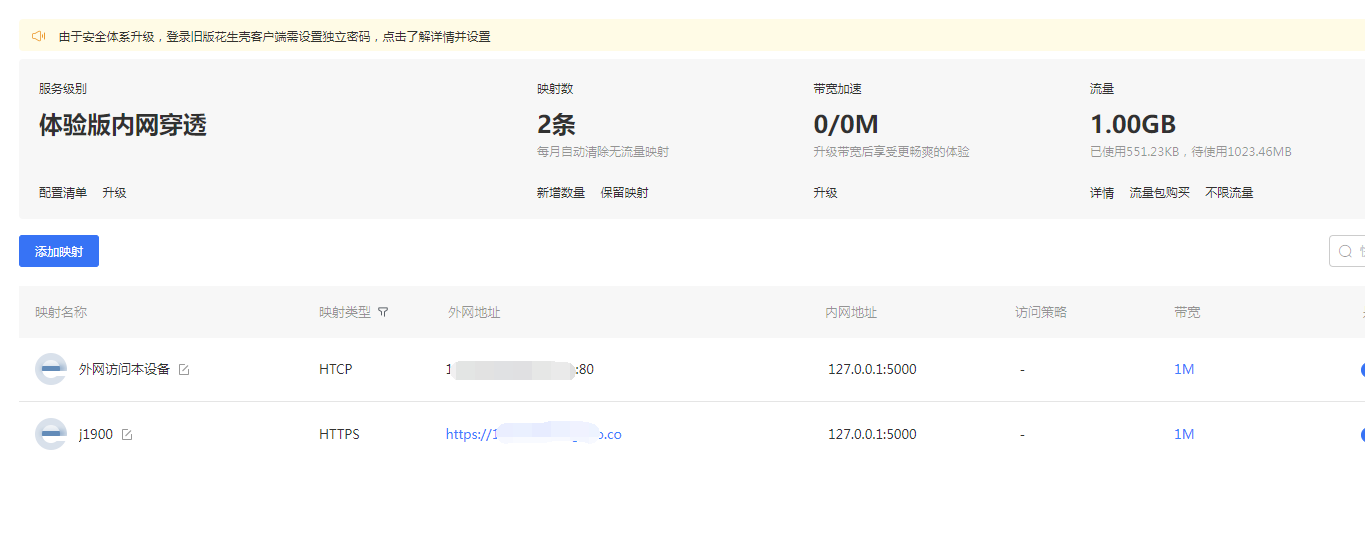 由于安全体系升级，登录旧版花生壳客户端需设置独立密码，点击了解详情并设置
服务级别 映射数 带宽加速 流量
体验版内网穿透 2条 0/0M 1.00GB
每月自动清除无流量映射 升级带宽后享受更畅爽的体验 已使用551.23KB，待使用1023.46MB
配置清单 升级 新增数量 保留映射 升级 详情 流量包购买 不限流量
添加映射
映射名称 映射类型 外网地址 内网地址 访问策略 带宽
外网访问本设备 HTCP 1 :80 127.0.0.1:5000 - 1M
j1900 HTTPS https://1 .co 127.0.0.1:5000 - 1M